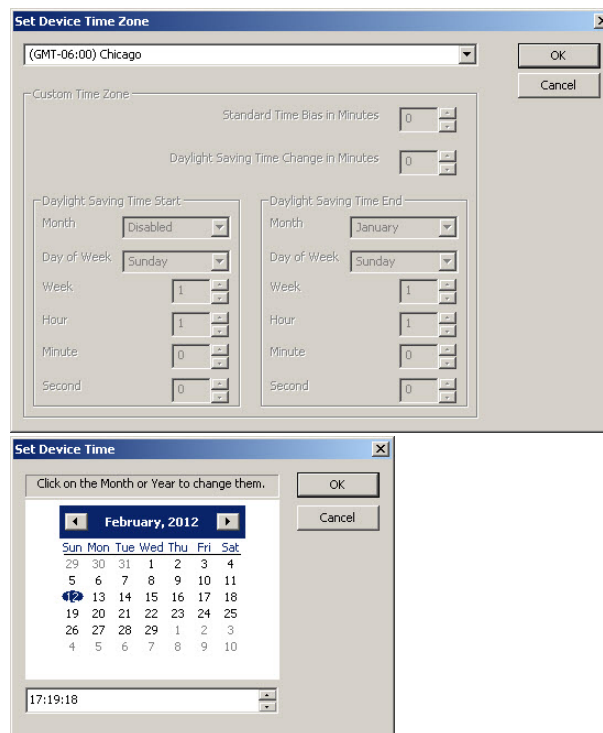 Set Device Time Zone
(GMT-06:00) Chicago
OK
Cancel
Custom Time Zone
Standard Time Bias in Minutes 0
Daylight Saving Time Change in Minutes 0
Daylight Saving Time Start
Month Disabled
Day of Week Sunday
Week 1
Hour 1
Minute 0
Second 0
Daylight Saving Time End
Month January
Day of Week Sunday
Week 1
Hour 1
Minute 0
Second 0
Set Device Time
Click on the Month or Year to change them.
OK
Cancel
February, 2012
Sun Mon Tue Wed Thu Fri Sat
29 30 31 1 2 3 4
5 6 7 8 9 10 11
12 13 14 15 16 17 18
19 20 21 22 23 24 25
26 27 28 29 1 2 3
4 5 6 7 8 9 10
17:19:18